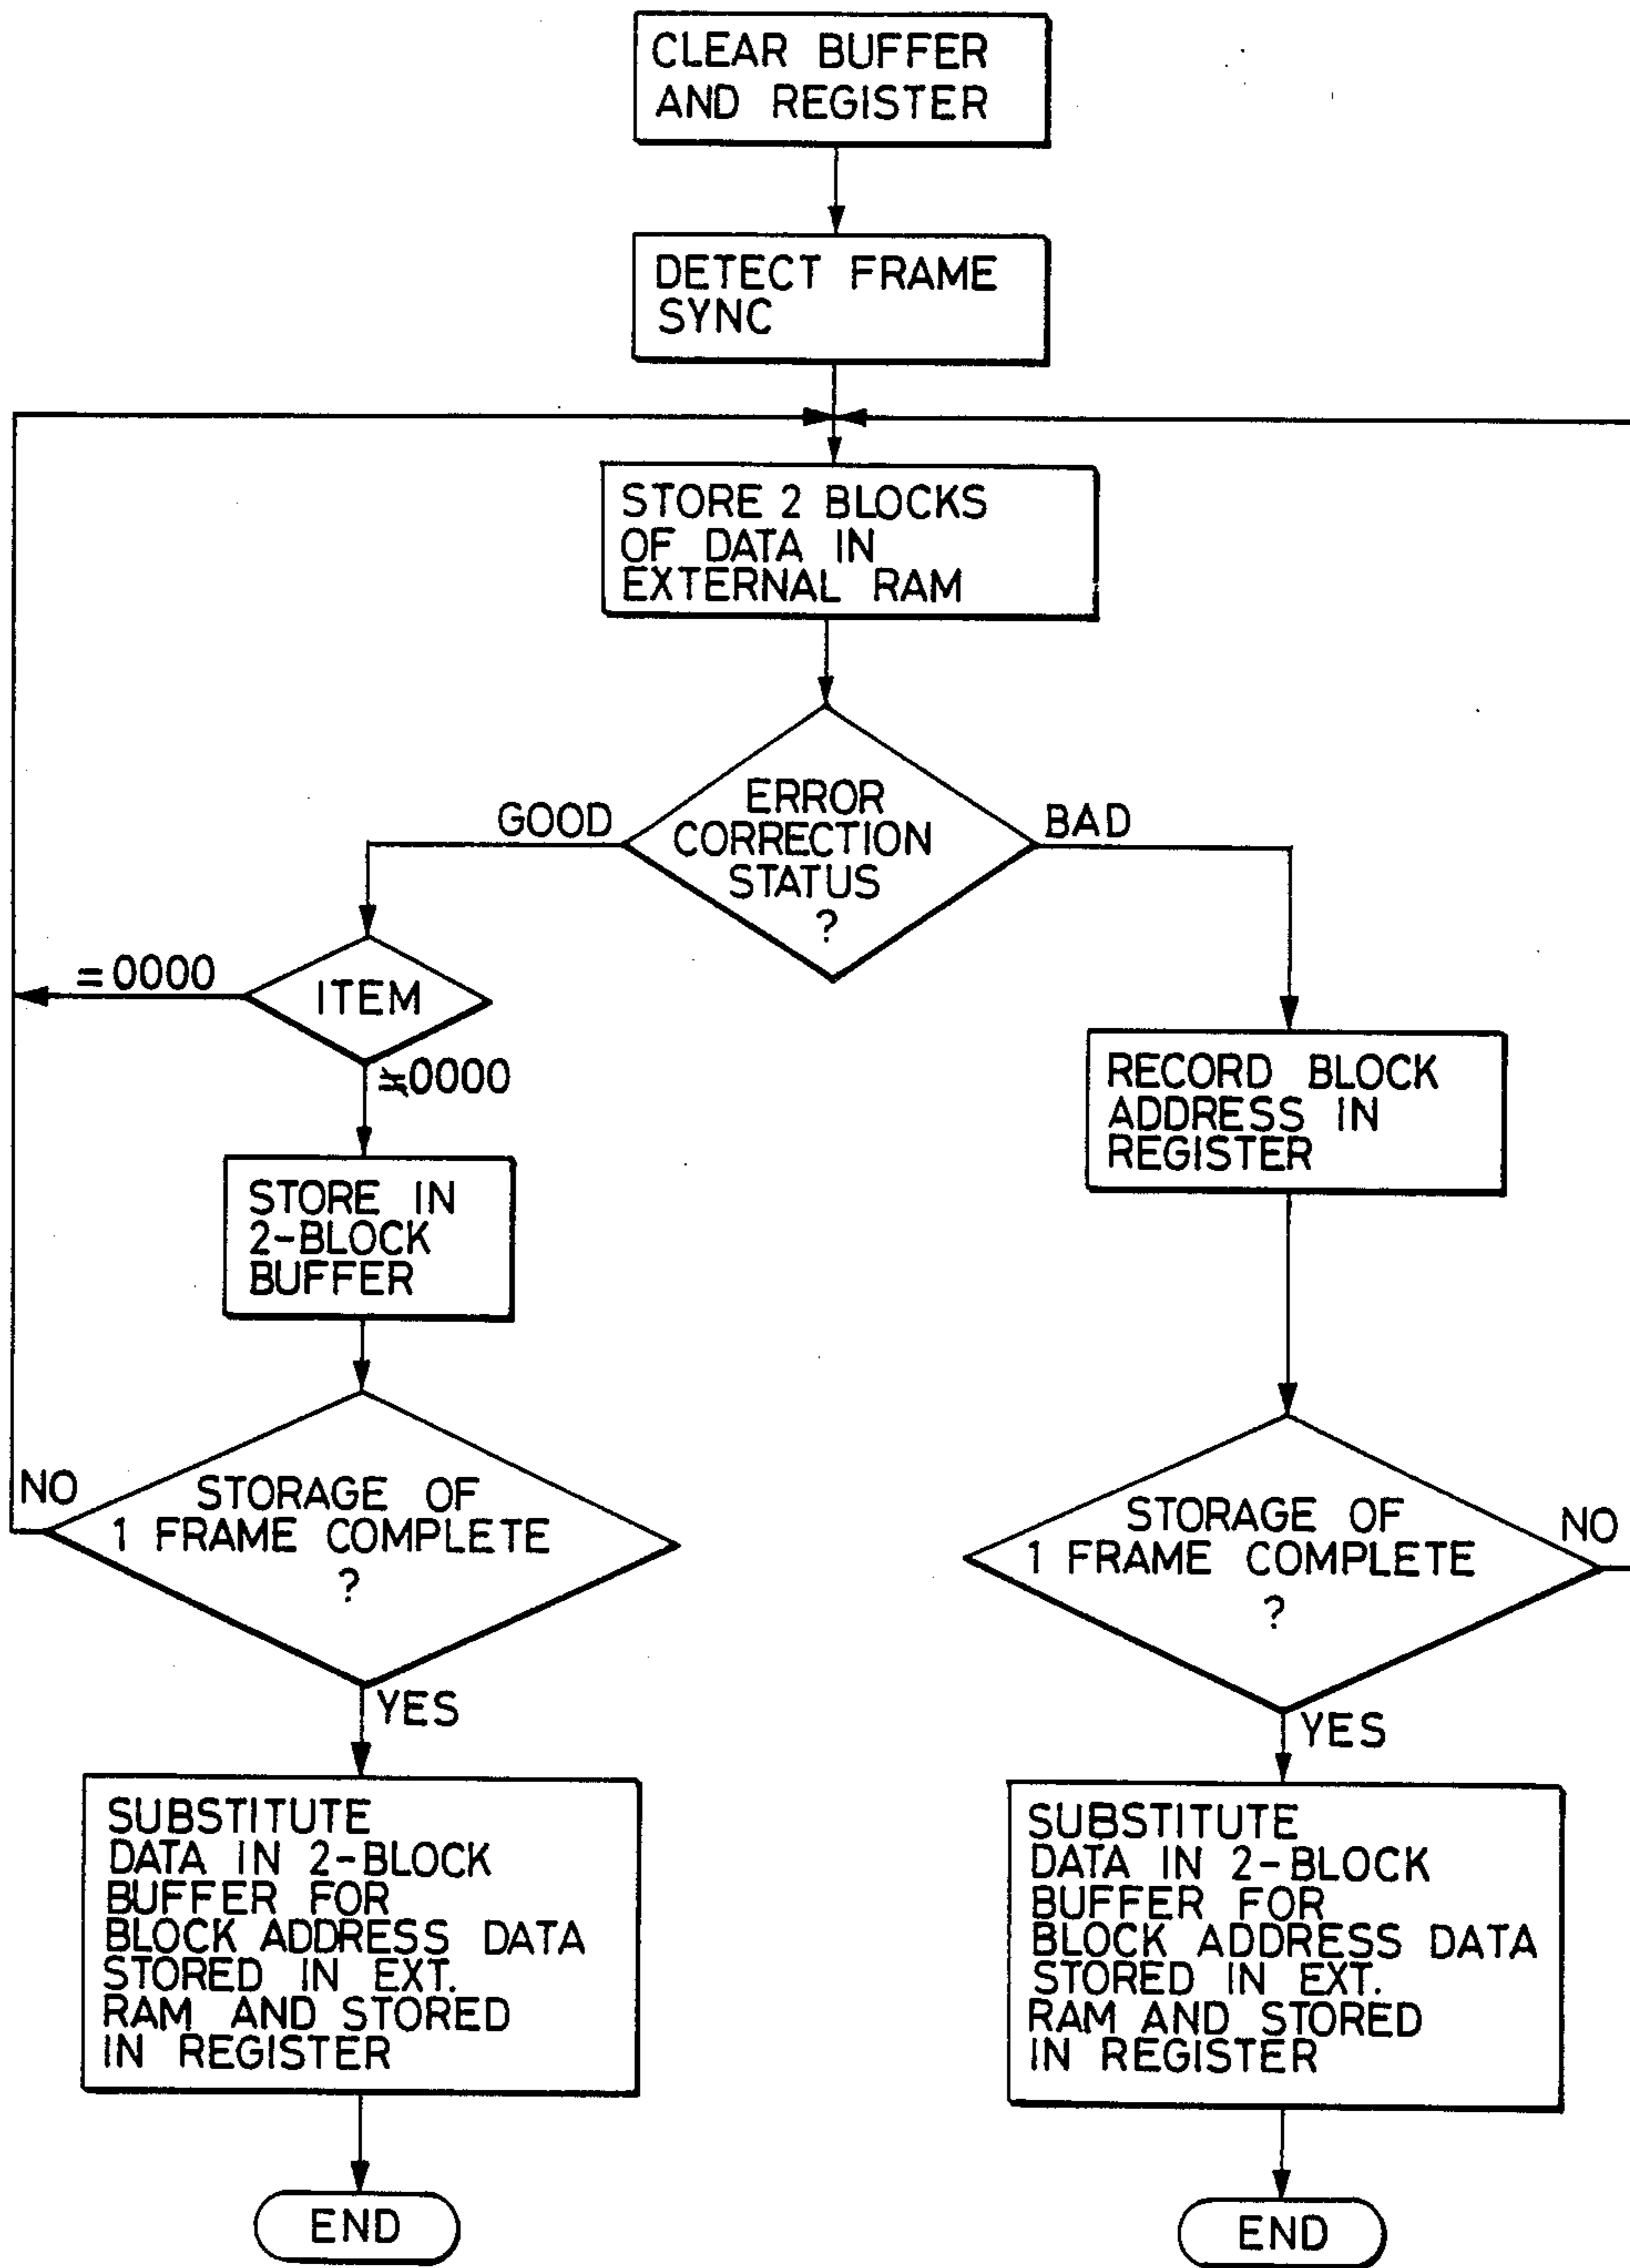 CLEAR BUFFER
AND REGISTER
DETECT FRAME
SYNC
STORE 2 BLOCKS
OF DATA IN
EXTERNAL RAM
ERROR
CORRECTION
STATUS
?
GOOD
BAD
=0000
ITEM
≠0000
STORE IN
2-BLOCK
BUFFER
RECORD BLOCK
ADDRESS IN
REGISTER
NO
STORAGE OF
1 FRAME COMPLETE
?
YES
STORAGE OF
1 FRAME COMPLETE
?
NO
YES
SUBSTITUTE
DATA IN 2-BLOCK
BUFFER FOR
BLOCK ADDRESS DATA
STORED IN EXT.
RAM AND STORED
IN REGISTER
SUBSTITUTE
DATA IN 2-BLOCK
BUFFER FOR
BLOCK ADDRESS DATA
STORED IN EXT.
RAM AND STORED
IN REGISTER
END
END